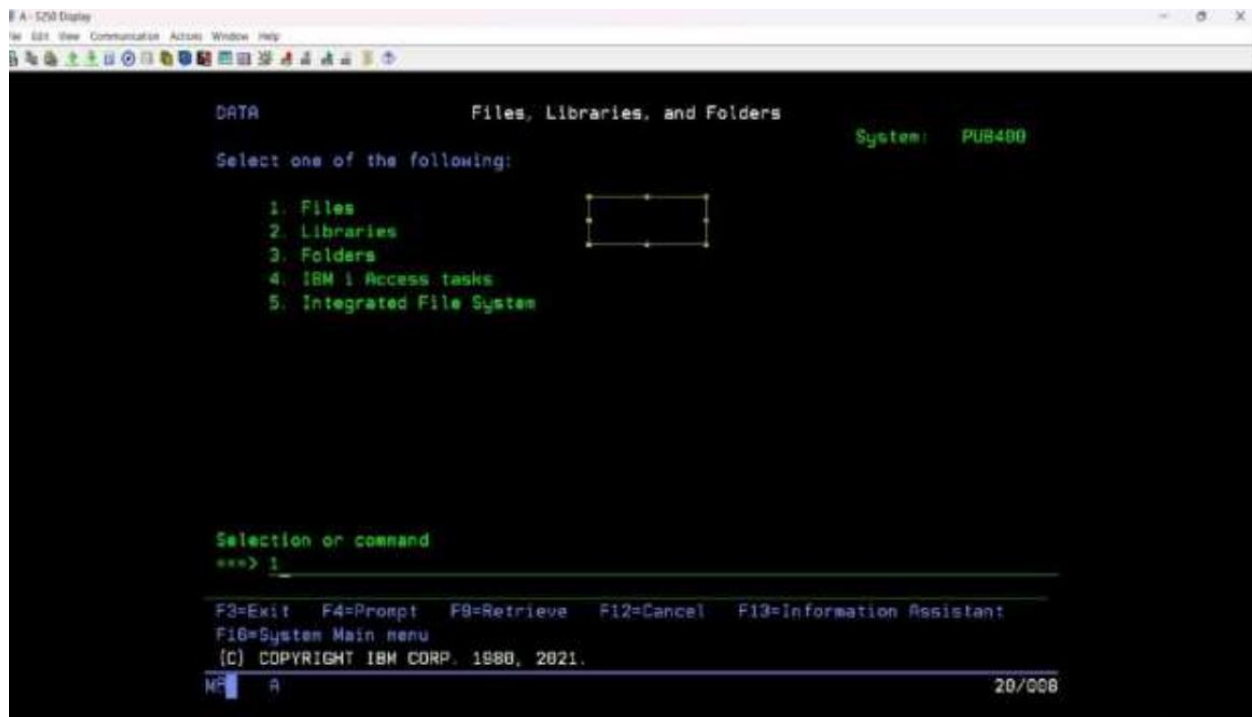 A - 5250 Display
Edit View Communication Actions Window Help
DATA Files, Libraries, and Folders
System: PUB400
Select one of the following:
1. Files
2. Libraries
3. Folders
4. IBM i Access tasks
5. Integrated File System
Selection or command
===> 1
F3=Exit F4=Prompt F9=Retrieve F12=Cancel F13=Information Assistant
F16=System Main menu
(C) COPYRIGHT IBM CORP. 1980, 2021.
A 20/008